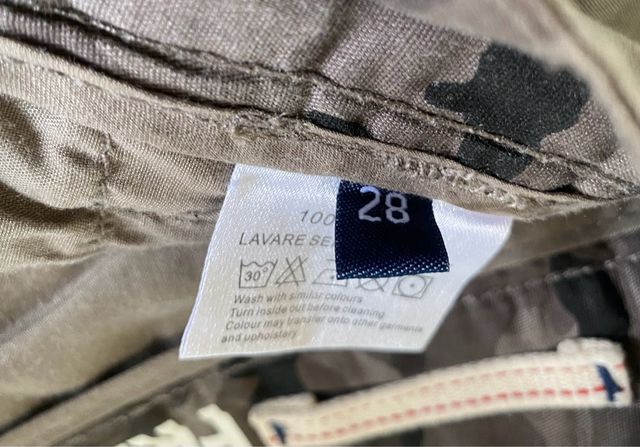 28
100
LAVARE SE
30°
Wash with similar colours
Turn inside out before cleaning
Colour may transfer onto other garments
and upholstery